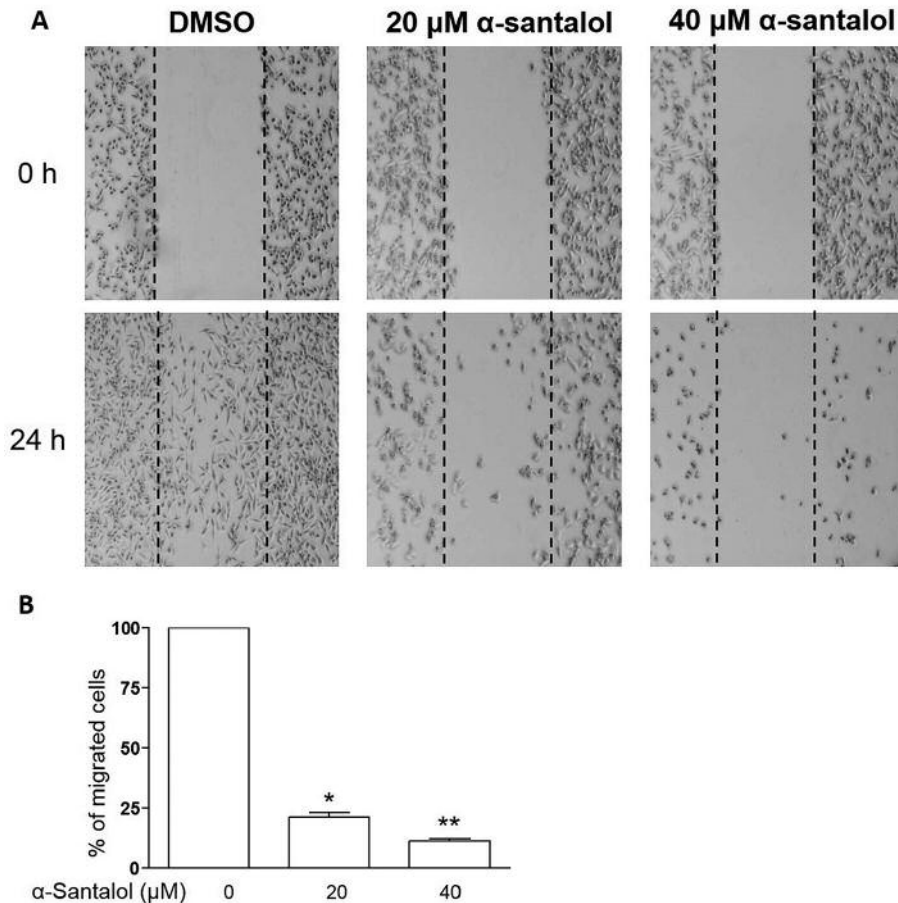 A
DMSO
20 µM α-santalol
40 µM α-santalol
0 h
24 h
B
% of migrated cells
100
75
50
25
0
*
**
α-Santalol (µM) 0 20 40